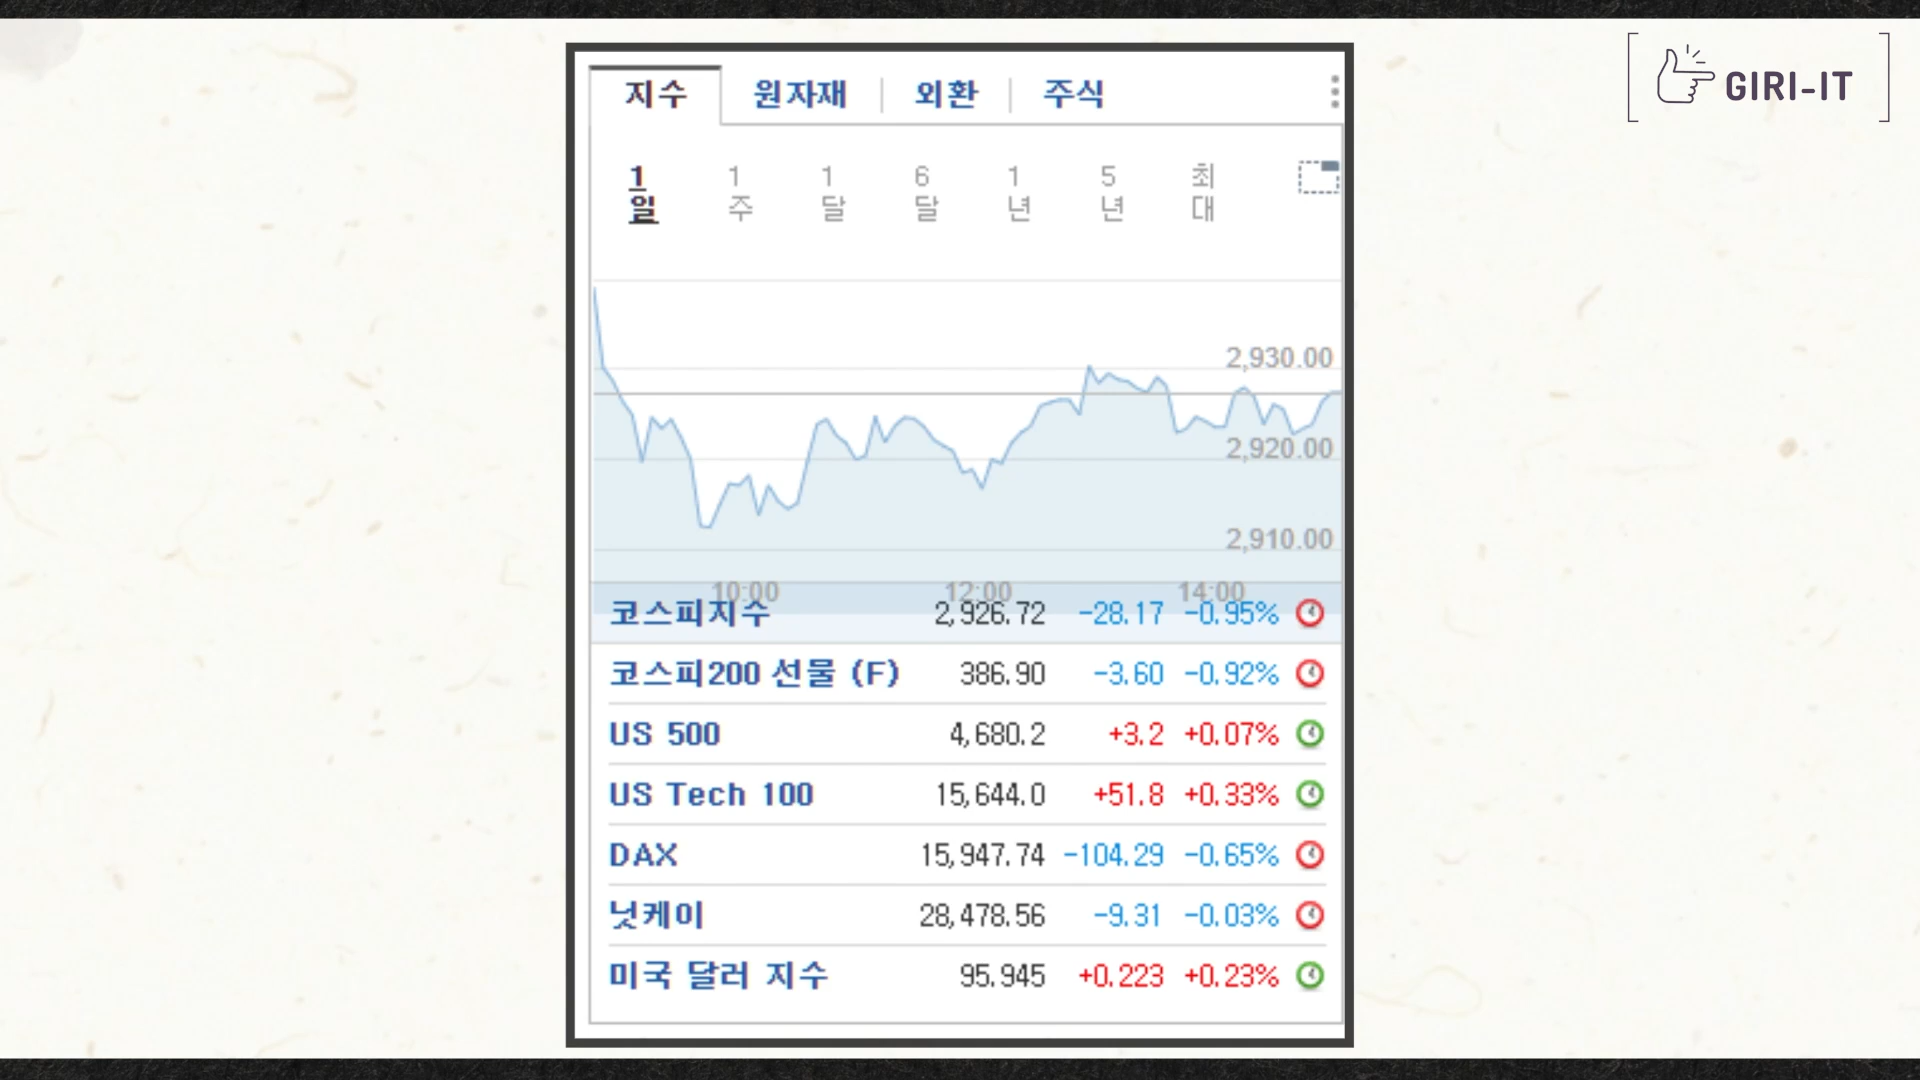 GIRI-IT
지수 원자재 외환 주식
1일 1주 1달 6달 1년 5년 최대
2,930.00
2,920.00
2,910.00
10:00 12:00 14:00
코스피지수 2,926.72 -28.17 -0.95%
코스피200 선물 (F) 386.90 -3.60 -0.92%
US 500 4,680.2 +3.2 +0.07%
US Tech 100 15,644.0 +51.8 +0.33%
DAX 15,947.74 -104.29 -0.65%
닛케이 28,478.56 -9.31 -0.03%
미국 달러 지수 95.945 +0.223 +0.23%